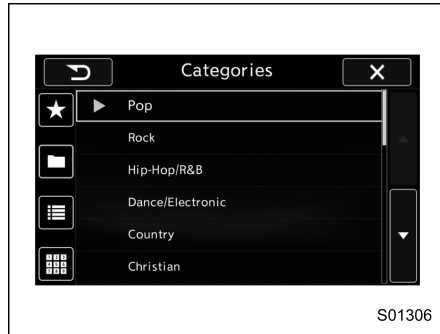 Categories
Pop
Rock
Hip-Hop/R&B
Dance/Electronic
Country
Christian
S01306